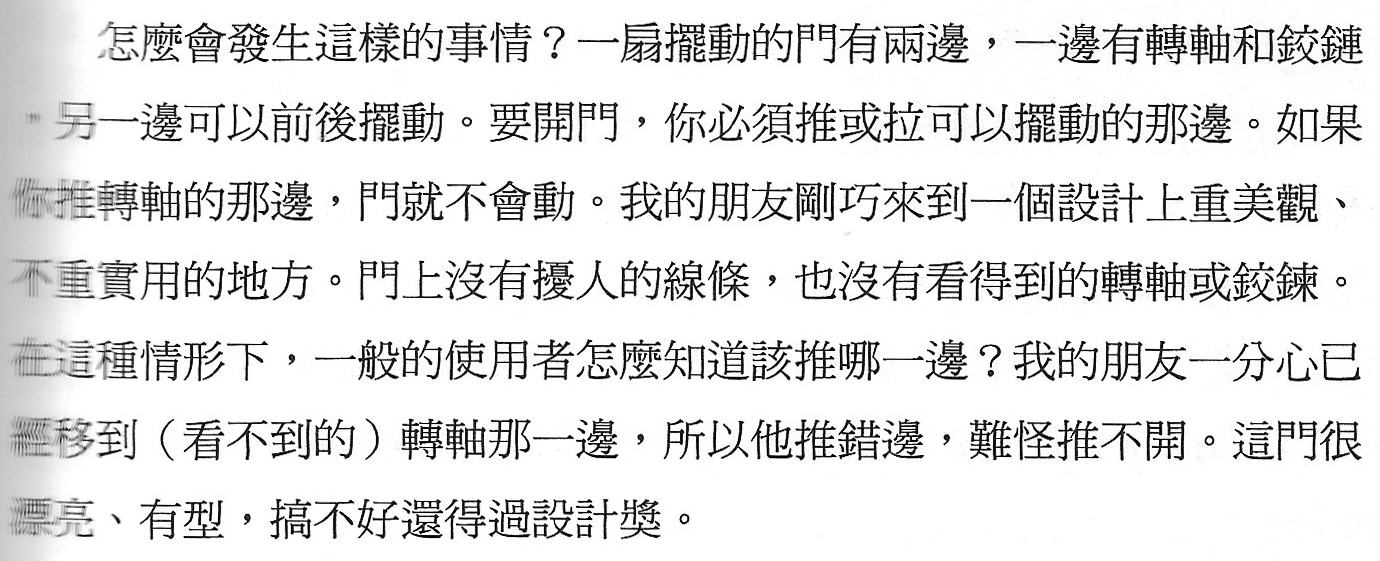 怎麼會發生這樣的事情？一扇擺動的門有兩邊，一邊有轉軸和鉸鏈
，另一邊可以前後擺動。要開門，你必須推或拉可以擺動的那邊。如果
你推轉軸的那邊，門就不會動。我的朋友剛巧來到一個設計上重美觀、
不重實用的地方。門上沒有擾人的線條，也沒有看得到的轉軸或鉸鍊。
在這種情形下，一般的使用者怎麼知道該推哪一邊？我的朋友一分心已
經移到（看不到的）轉軸那一邊，所以他推錯邊，難怪推不開。這門很
漂亮、有型，搞不好還得過設計獎。